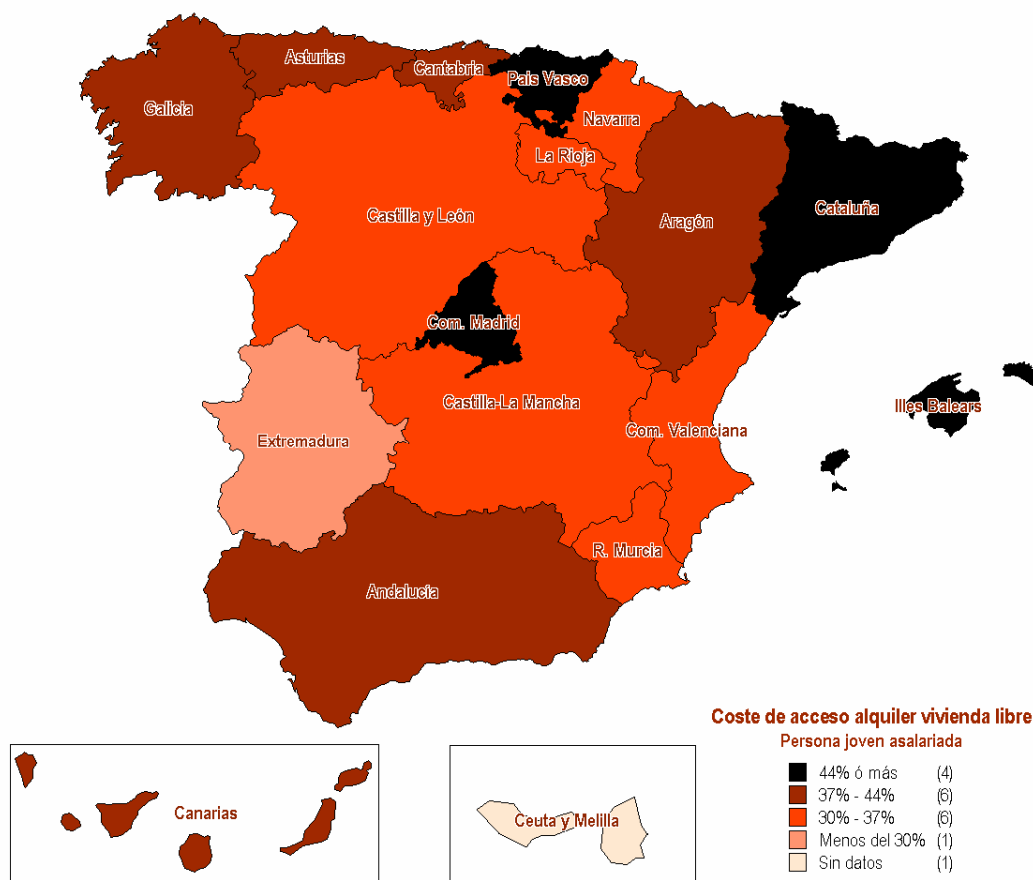 Asturias
Cantabria
Pais Vasco
Galicia
Navarra
La Rioja
Castilla y León
Cataluña
Aragón
Com. Madrid
Castilla-La Mancha
Illes Balears
Com. Valenciana
Extremadura
R. Murcia
Andalucia
Coste de acceso alquiler vivienda libre
Persona joven asalariada
44% ó más (4)
37% - 44% (6)
30% - 37% (6)
Menos del 30% (1)
Sin datos (1)
Canarias
Ceuta y Melilla